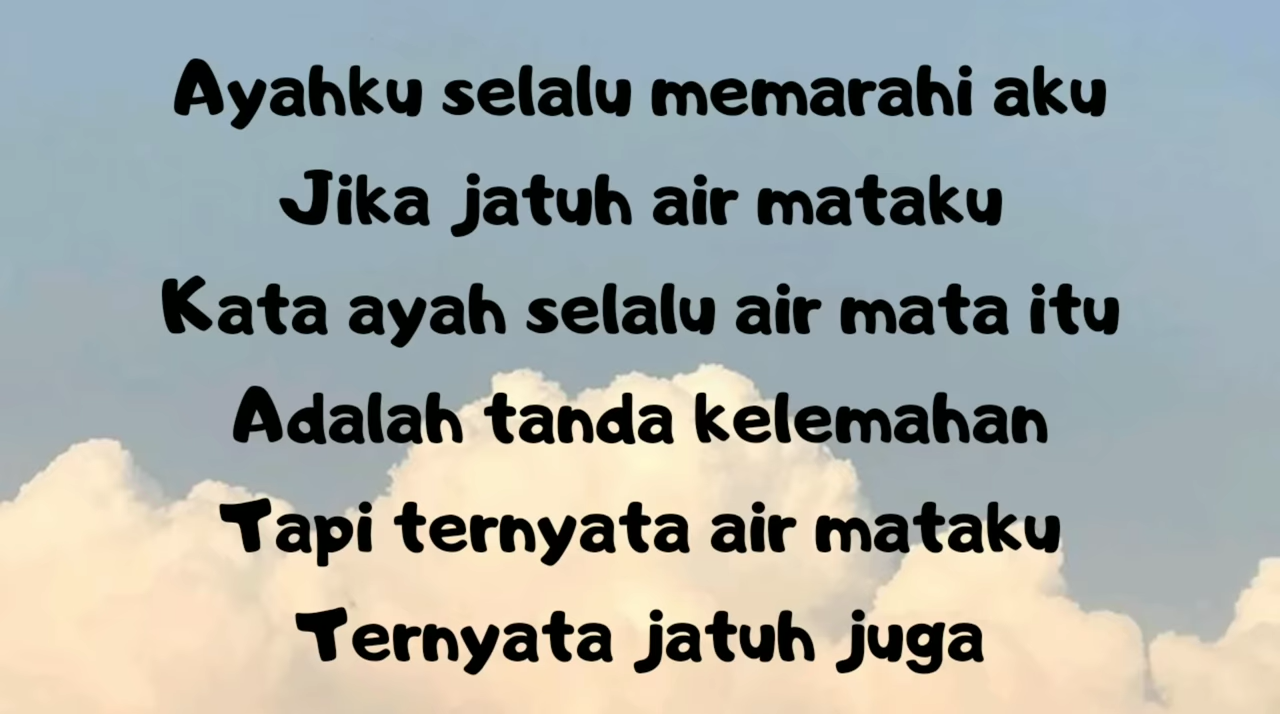 Ayahku selalu memarahi aku
Jika jatuh air mataku
Kata ayah selalu air mata itu
Adalah tanda kelemahan
Tapi ternyata air mataku
Ternyata jatuh juga